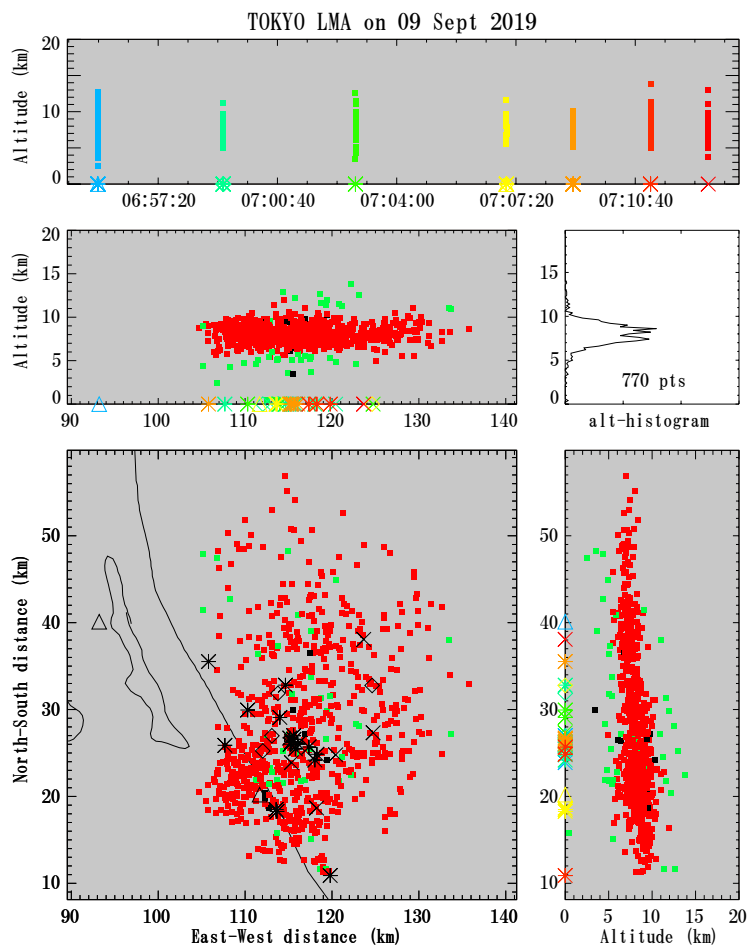 TOKYO LMA on 09 Sept 2019
Altitude (km)
20
10
0
06:57:20 07:00:40 07:04:00 07:07:20 07:10:40
Altitude (km)
20
15
10
5
0
90 100 110 120 130 140
15
10
5
0
770 pts
alt-histogram
North-South distance (km)
50
40
30
20
10
90 100 110 120 130 140
East-West distance (km)
50
40
30
20
10
0 5 10 15 20
Altitude (km)